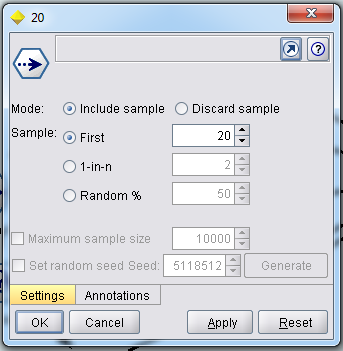 20
?
Mode: Include sample Discard sample
Sample: First 20
1-in-n 2
Random % 50
Maximum sample size 10000
Set random seed Seed: 5118512 Generate
Settings Annotations
OK Cancel Apply Reset